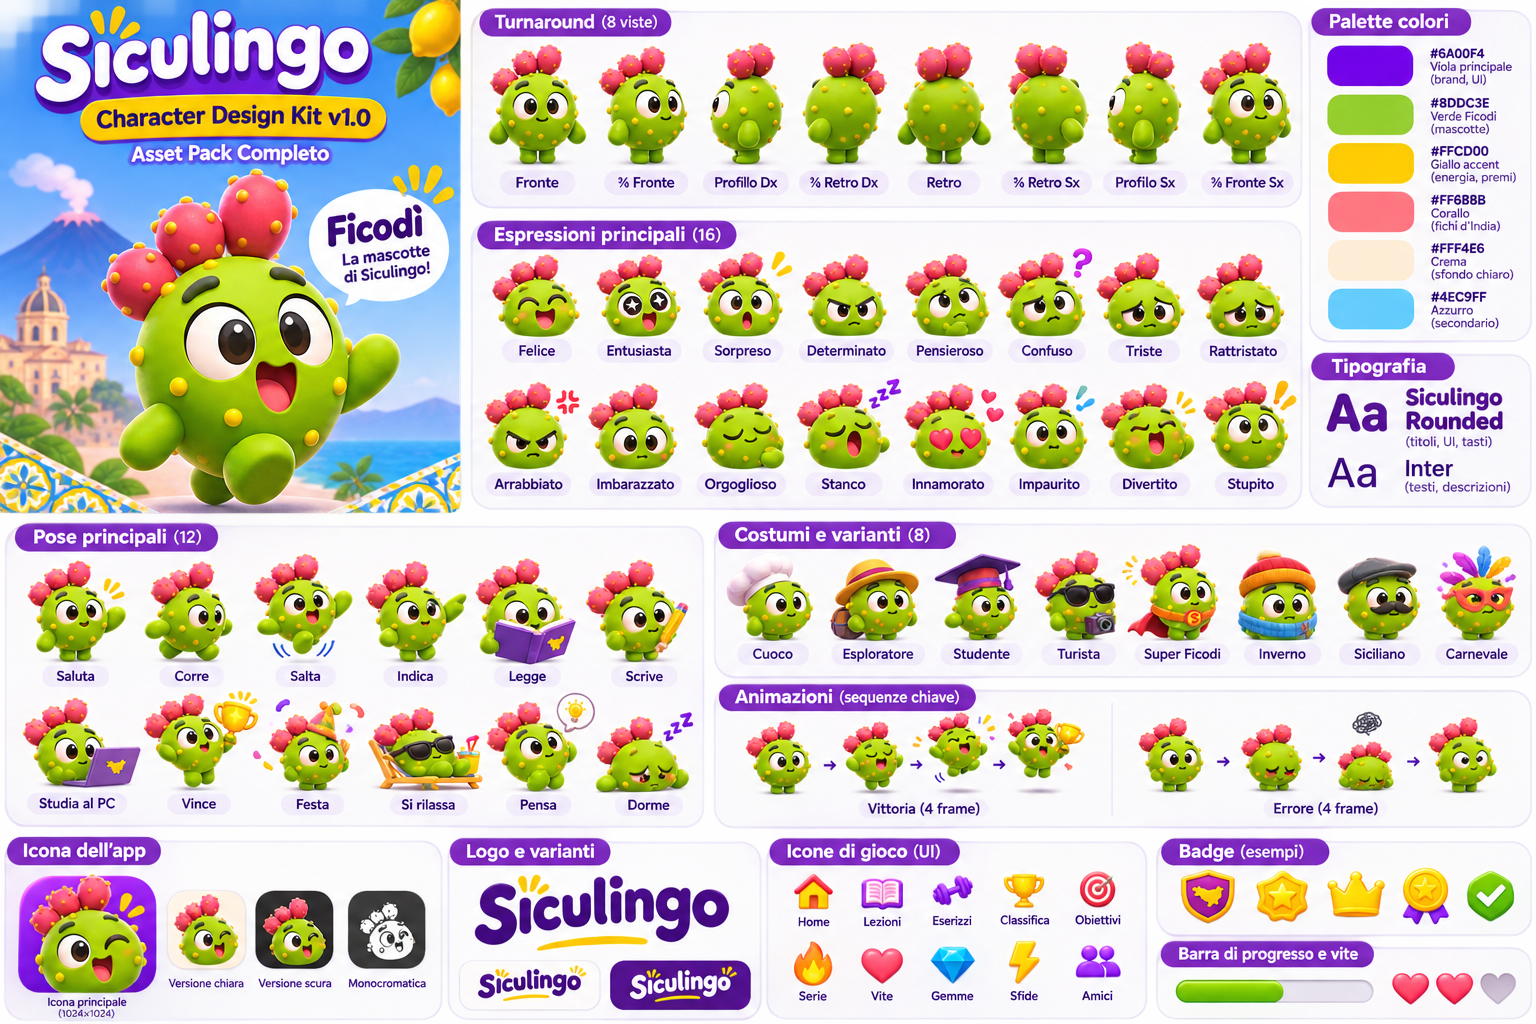 Siculingo
Character Design Kit v1.0
Asset Pack Completo
Ficodì
La mascotte
di Siculingo!
Turnaround (8 viste)
Fronte
¾ Fronte
Profillo Dx
¾ Retro Dx
Retro
¾ Retro Sx
Profilo Sx
¾ Fronte Sx
Espressioni principali (16)
?
Felice
Entusiasta
Sorpreso
Determinato
Pensieroso
Confuso
Triste
Rattristato
zzZ
!
!
Arrabbiato
Imbarazzato
Orgoglioso
Stanco
Innamorato
Impaurito
Divertito
Stupito
Palette colori
#6A00F4
Viola principale
(brand, UI)
#8DDC3E
Verde Ficodi
(mascotte)
#FFCD00
Giallo accent
(energia, premi)
#FF6B8B
Corallo
(fichi d'India)
#FFF4E6
Crema
(sfondo chiaro)
#4EC9FF
Azzurro
(secondario)
Tipografia
Aa
Siculingo
Rounded
(titoli, UI, tasti)
Aa
Inter
(testi, descrizioni)
Pose principali (12)
Saluta
Corre
Salta
Indica
Legge
Scrive
zzZ
Studia al PC
Vince
Festa
Si rilassa
Pensa
Dorme
Costumi e varianti (8)
S
Cuoco
Esploratore
Studente
Turista
Super Ficodi
Inverno
Siciliano
Carnevale
Animazioni (sequenze chiave)
Vittoria (4 frame)
Errore (4 frame)
Icona dell'app
Icona principale
(1024x1024)
Versione chiara
Versione scura
Monocromatica
Logo e varianti
Siculingo
Siculingo
Siculingo
Icone di gioco (UI)
Home
Lezioni
Eserizzi
Classifica
Obiettivi
Serie
Vite
Gemme
Sfide
Amici
Badge (esempi)
Barra di progresso e vite